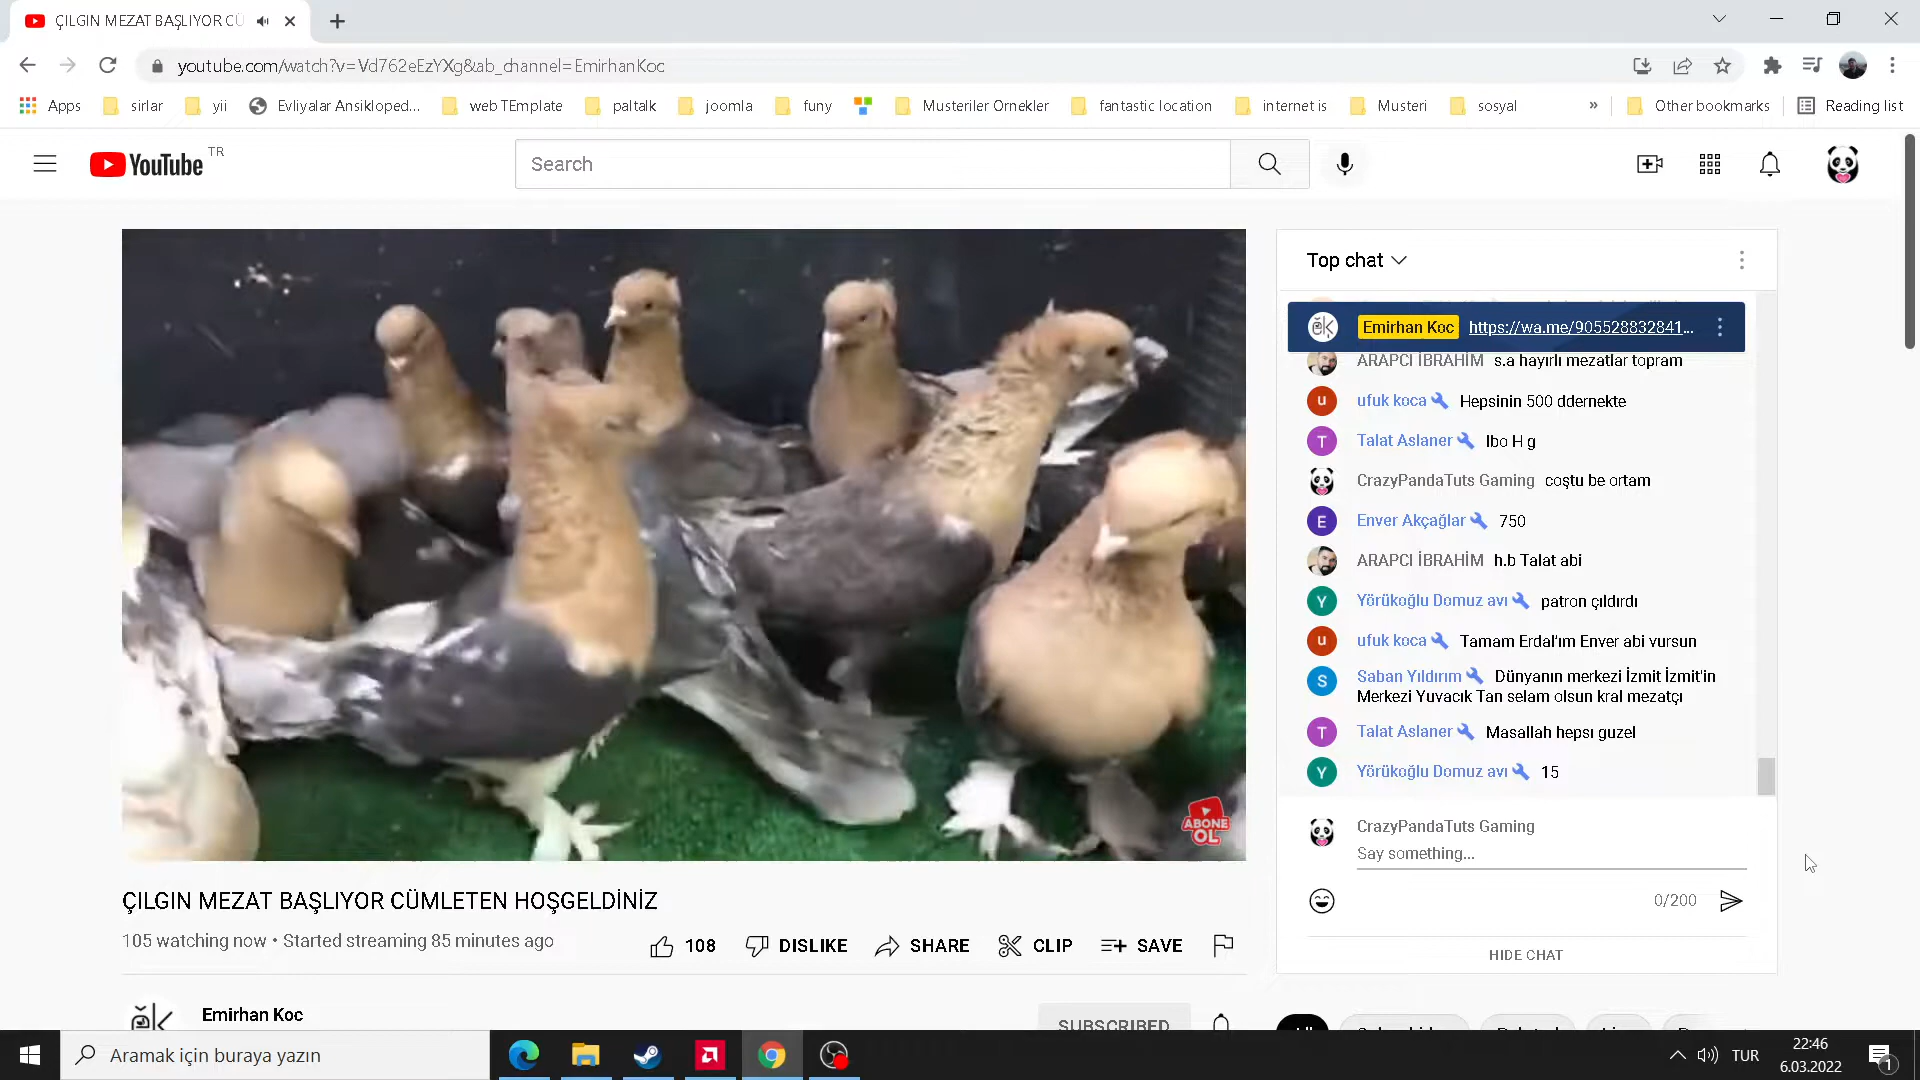 ÇILGIN MEZAT BAŞLIYOR CÜ
youtube.com/watch?v=Vd762eEzYXg&ab_channel=EmirhanKoc
Apps sirlar yii Evliyalar Ansikloped... web TEmplate paltalk joomla funy Musteriler Ornekler fantastic location internet is Musteri sosyal » Other bookmarks Reading list
YouTube TR
Search
Top chat
Emirhan Koc https://wa.me/905528832841...
ARAPCI İBRAHİM s.a hayırlı mezatlar topram
u ufuk koca Hepsinin 500 ddernekte
T Talat Aslaner Ibo H g
CrazyPandaTuts Gaming coştu be ortam
E Enver Akçağlar 750
ARAPCI İBRAHİM h.b Talat abi
Y Yörükoğlu Domuz avı patron çıldırdı
u ufuk koca Tamam Erdal'ım Enver abi vursun
S Saban Yıldırım Dünyanın merkezi İzmit İzmit'in
Merkezi Yuvacık Tan selam olsun kral mezatçı
T Talat Aslaner Masallah hepsı guzel
Y Yörükoğlu Domuz avı 15
CrazyPandaTuts Gaming
Say something...
0/200
HIDE CHAT
ABONE
OL
ÇILGIN MEZAT BAŞLIYOR CÜMLETEN HOŞGELDİNİZ
105 watching now • Started streaming 85 minutes ago
108 DISLIKE SHARE CLIP SAVE
Emirhan Koc
SUBSCRIBED
Aramak için buraya yazın
TUR
22:46
6.03.2022
1